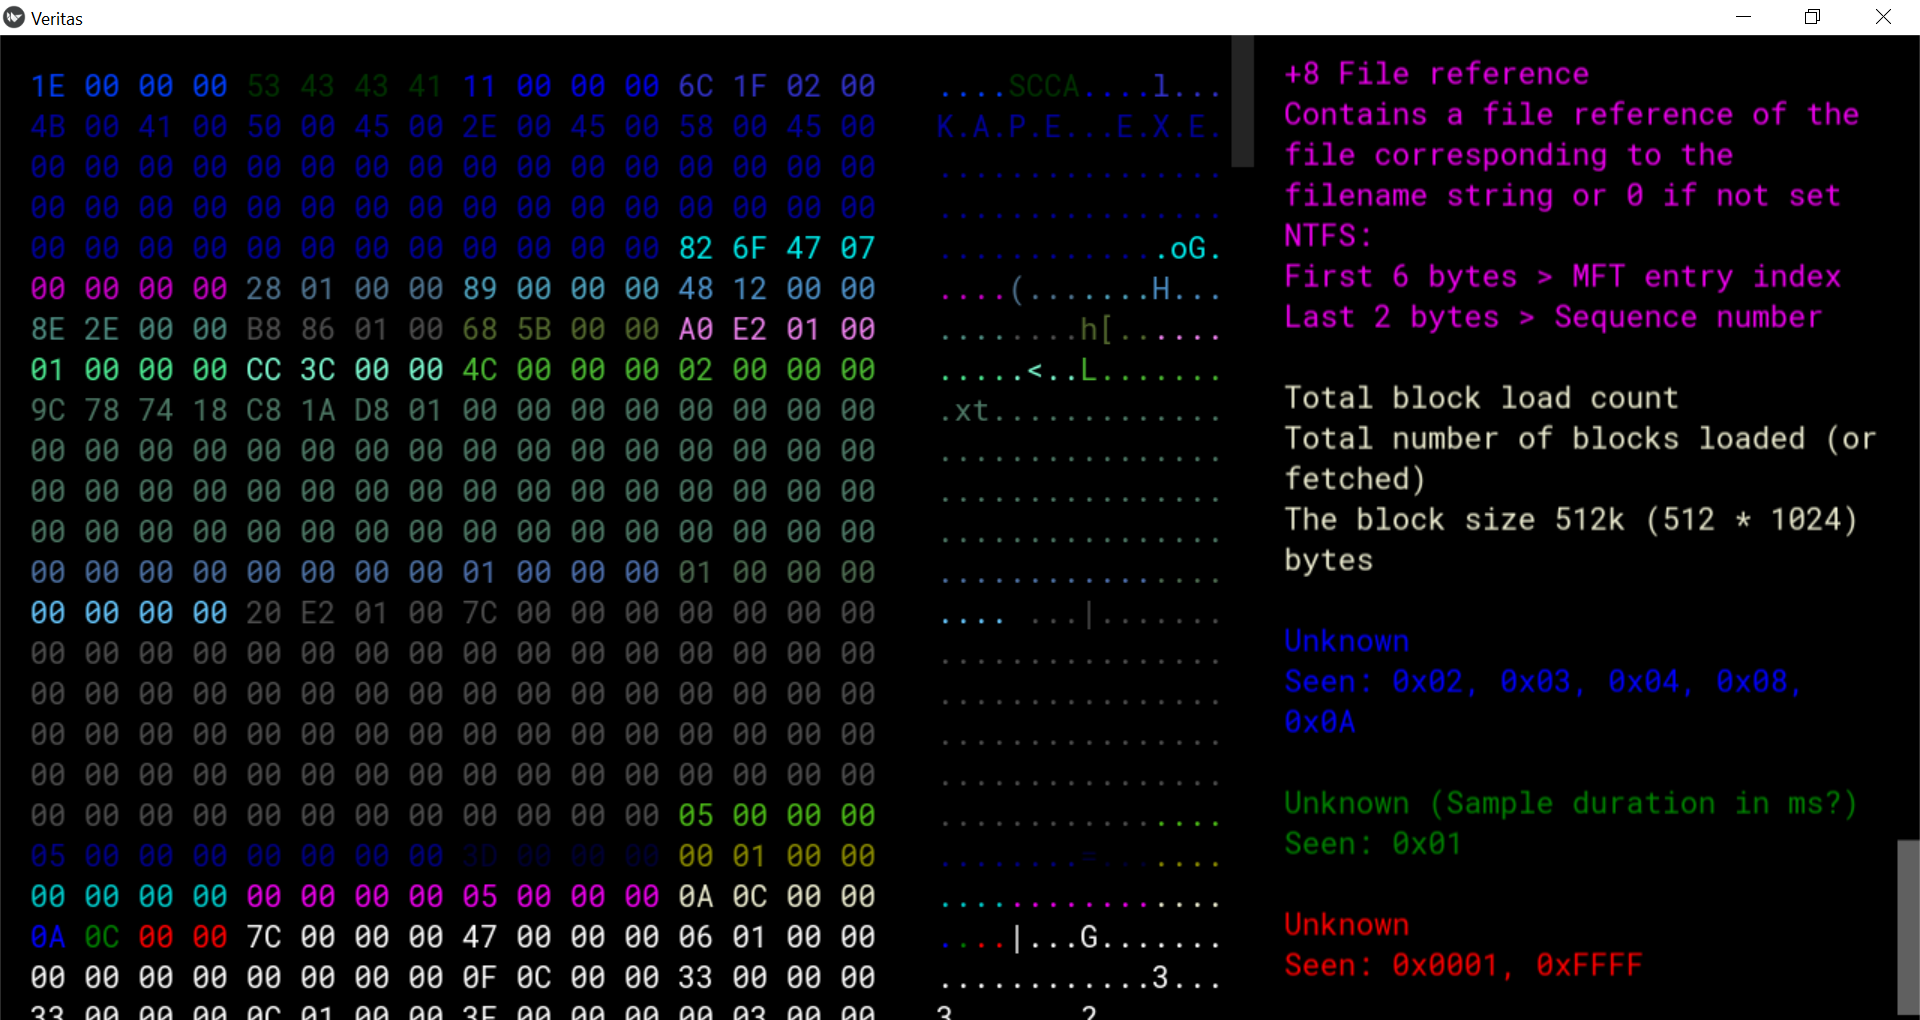 Veritas
1E 00 00 00 53 43 43 41 11 00 00 00 6C 1F 02 00 ....SCCA....l...
4B 00 41 00 50 00 45 00 2E 00 45 00 58 00 45 00 K.A.P.E...E.X.E.
00 00 00 00 00 00 00 00 00 00 00 00 00 00 00 00 ................
00 00 00 00 00 00 00 00 00 00 00 00 00 00 00 00 ................
00 00 00 00 00 00 00 00 00 00 00 00 82 6F 47 07 .............oG.
00 00 00 00 28 01 00 00 89 00 00 00 48 12 00 00 ....(.......H...
8E 2E 00 00 B8 86 01 00 68 5B 00 00 A0 E2 01 00 ........h[......
01 00 00 00 CC 3C 00 00 4C 00 00 00 02 00 00 00 .....<..L.......
9C 78 74 18 C8 1A D8 01 00 00 00 00 00 00 00 00 .xt.............
00 00 00 00 00 00 00 00 00 00 00 00 00 00 00 00 ................
00 00 00 00 00 00 00 00 00 00 00 00 00 00 00 00 ................
00 00 00 00 00 00 00 00 00 00 00 00 00 00 00 00 ................
00 00 00 00 00 00 00 00 01 00 00 00 01 00 00 00 ................
00 00 00 00 20 E2 01 00 7C 00 00 00 00 00 00 00 .... ...|.......
00 00 00 00 00 00 00 00 00 00 00 00 00 00 00 00 ................
00 00 00 00 00 00 00 00 00 00 00 00 00 00 00 00 ................
00 00 00 00 00 00 00 00 00 00 00 00 00 00 00 00 ................
00 00 00 00 00 00 00 00 00 00 00 00 00 00 00 00 ................
00 00 00 00 00 00 00 00 00 00 00 00 05 00 00 00 ................
05 00 00 00 00 00 00 00 3D 00 00 00 00 01 00 00 ........=.......
00 00 00 00 00 00 00 00 05 00 00 00 0A 0C 00 00 ................
0A 0C 00 00 7C 00 00 00 47 00 00 00 06 01 00 00 ....|...G.......
00 00 00 00 00 00 00 00 0F 0C 00 00 33 00 00 00 ............3...
33 00 00 00 0C 01 00 00 3F 00 00 00 03 00 00 3 ?
+8 File reference
Contains a file reference of the
file corresponding to the
filename string or 0 if not set
NTFS:
First 6 bytes > MFT entry index
Last 2 bytes > Sequence number
Total block load count
Total number of blocks loaded (or
fetched)
The block size 512k (512 * 1024)
bytes
Unknown
Seen: 0x02, 0x03, 0x04, 0x08,
0x0A
Unknown (Sample duration in ms?)
Seen: 0x01
Unknown
Seen: 0x0001, 0xFFFF